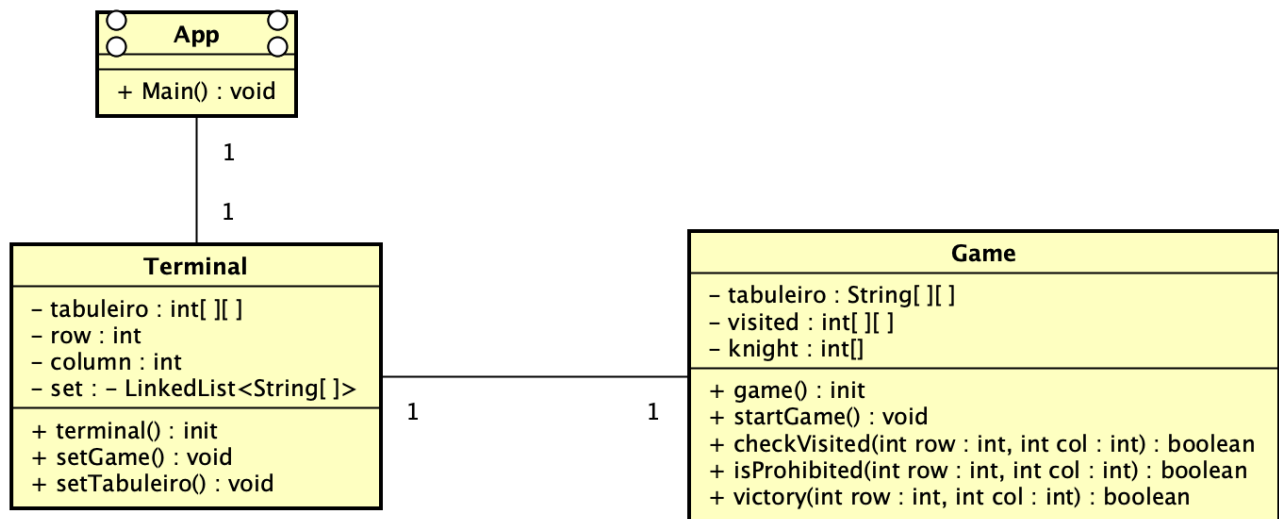 App
+ Main() : void
1
1
Terminal
– tabuleiro : int[ ][ ]
– row : int
– column : int
– set : – LinkedList<String[ ]>
+ terminal() : init
+ setGame() : void
+ setTabuleiro() : void
1
1
Game
– tabuleiro : String[ ][ ]
– visited : int[ ][ ]
– knight : int[]
+ game() : init
+ startGame() : void
+ checkVisited(int row : int, int col : int) : boolean
+ isProhibited(int row : int, int col : int) : boolean
+ victory(int row : int, int col : int) : boolean